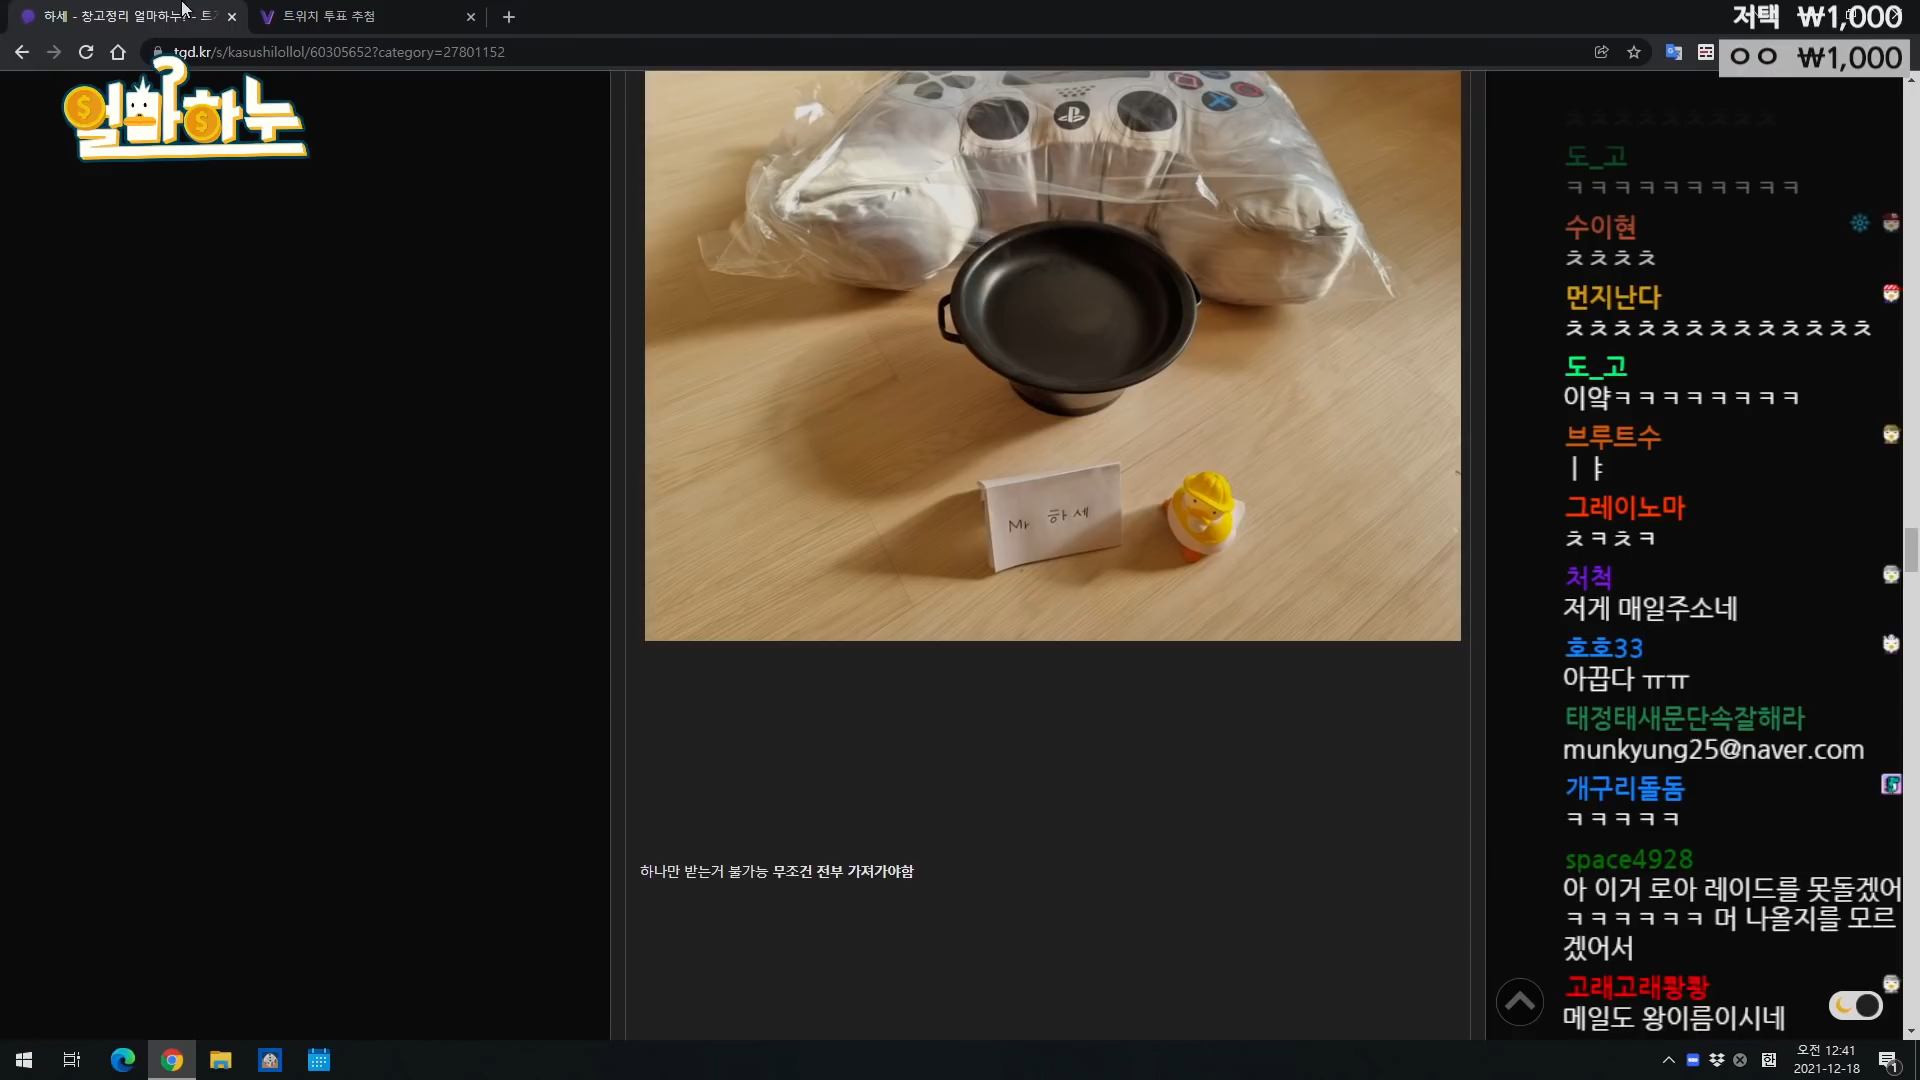 하세 - 창고정리 얼마하누? - 트
트위치 투표 추첨
저택 ₩1,000
ㅇㅇ ₩1,000
tgd.kr/s/kasushilollol/60305652?category=27801152
얼마하누?
Mr 하세
하나만 받는거 불가능 무조건 전부 가져가야함
도_고
ㅋㅋㅋㅋㅋㅋㅋㅋㅋㅋ
수이현
ㅊㅊㅊㅊ
먼지난다
ㅊㅊㅊㅊㅊㅊㅊㅊㅊㅊㅊㅊㅊ
도_고
이얔ㅋㅋㅋㅋㅋㅋㅋㅋ
브루트수
ㅣㅑ
그레이노마
ㅊㅋㅊㅋ
처척
저게 매일주소네
호호33
아깝다 ㅠㅠ
태정태새문단속잘해라
munkyung25@naver.com
개구리돌돔
ㅋㅋㅋㅋㅋ
space4928
아 이거 로아 레이드를 못돌겠어
ㅋㅋㅋㅋㅋㅋ 머 나올지를 모르
겠어서
고래고래쾅쾅
메일도 왕이름이시네
한
오전 12:41
2021-12-18
1